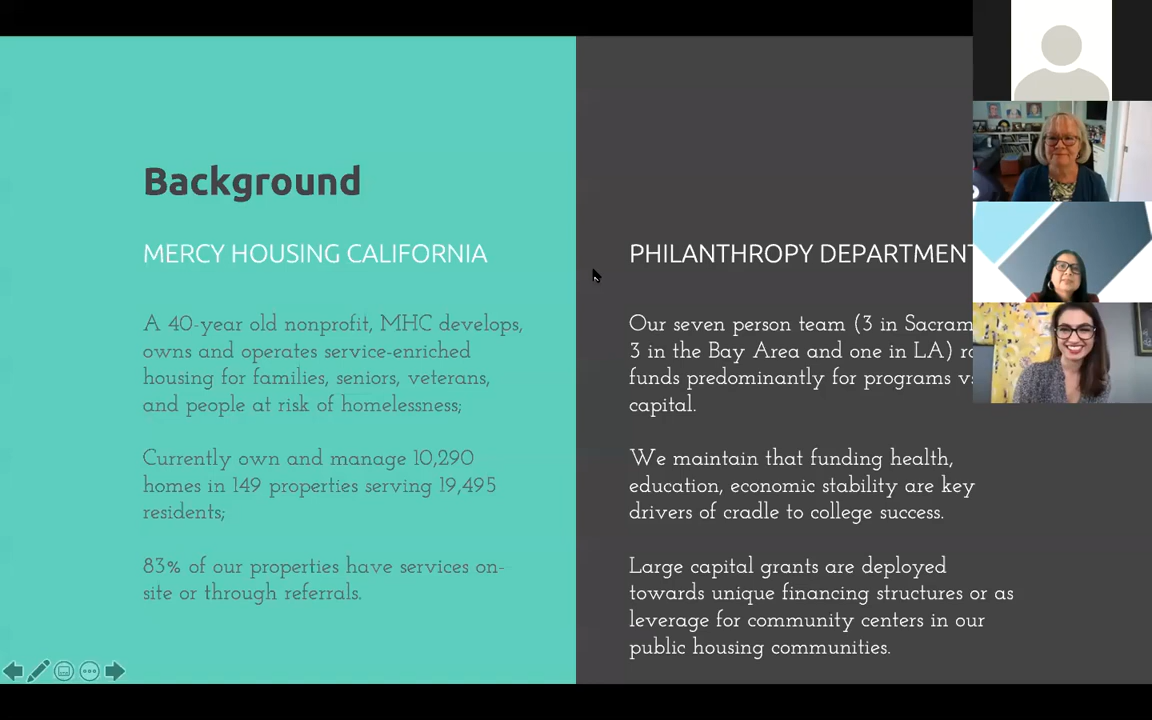 Background
MERCY HOUSING CALIFORNIA
A 40-year old nonprofit, MHC develops,
owns and operates service-enriched
housing for families, seniors, veterans,
and people at risk of homelessness;
Currently own and manage 10,290
homes in 149 properties serving 19,495
residents;
83% of our properties have services on-
site or through referrals.
PHILANTHROPY DEPARTMENT
Our seven person team (3 in
3 in the Bay Area and one in LA)
funds predominantly for programs
capital.
We maintain that funding health,
education, economic stability are key
drivers of cradle to college success.
Large capital grants are deployed
towards unique financing structures or as
leverage for community centers in our
public housing communities.